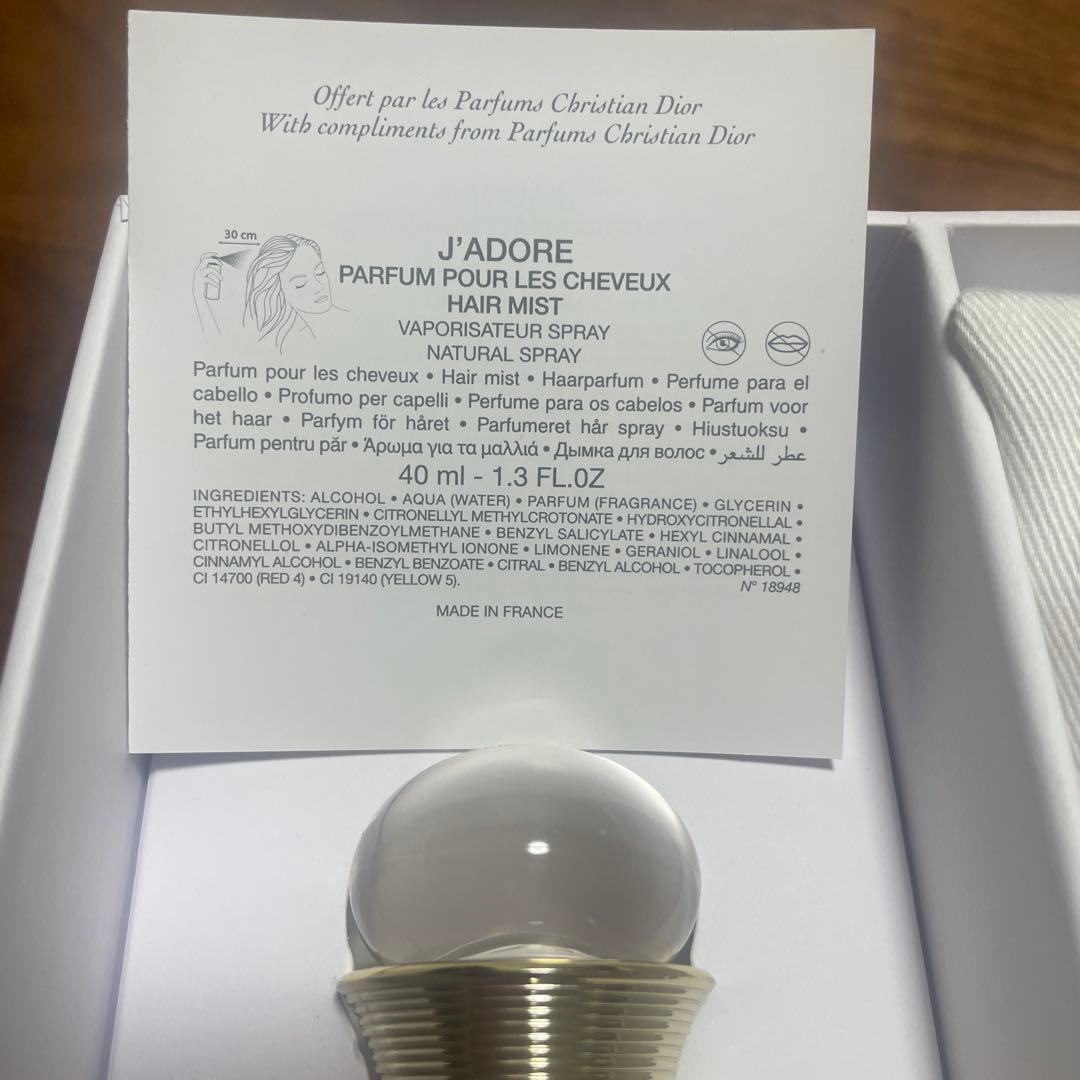 Offert par les Parfums Christian Dior
With compliments from Parfums Christian Dior
30 cm
J'ADORE
PARFUM POUR LES CHEVEUX
HAIR MIST
VAPORISATEUR SPRAY
NATURAL SPRAY
Parfum pour les cheveux • Hair mist • Haarparfum • Perfume para el
cabello • Profumo per capelli • Perfume para os cabelos • Parfum voor
het haar • Parfym för håret • Parfumeret hår spray • Hiustuoksu •
Parfum pentru păr • Άρωμα για τα μαλλιά • Дымка для волос • عطر للشعر
40 ml - 1.3 FL.OZ
INGREDIENTS: ALCOHOL • AQUA (WATER) • PARFUM (FRAGRANCE) • GLYCERIN •
ETHYLHEXYLGLYCERIN • CITRONELLYL METHYLCROTONATE • HYDROXYCITRONELLAL •
BUTYL METHOXYDIBENZOYLMETHANE • BENZYL SALICYLATE • HEXYL CINNAMAL •
CITRONELLOL • ALPHA-ISOMETHYL IONONE • LIMONENE • GERANIOL • LINALOOL •
CINNAMYL ALCOHOL • BENZYL BENZOATE • CITRAL • BENZYL ALCOHOL • TOCOPHEROL •
CI 14700 (RED 4) • CI 19140 (YELLOW 5).
N° 18948
MADE IN FRANCE